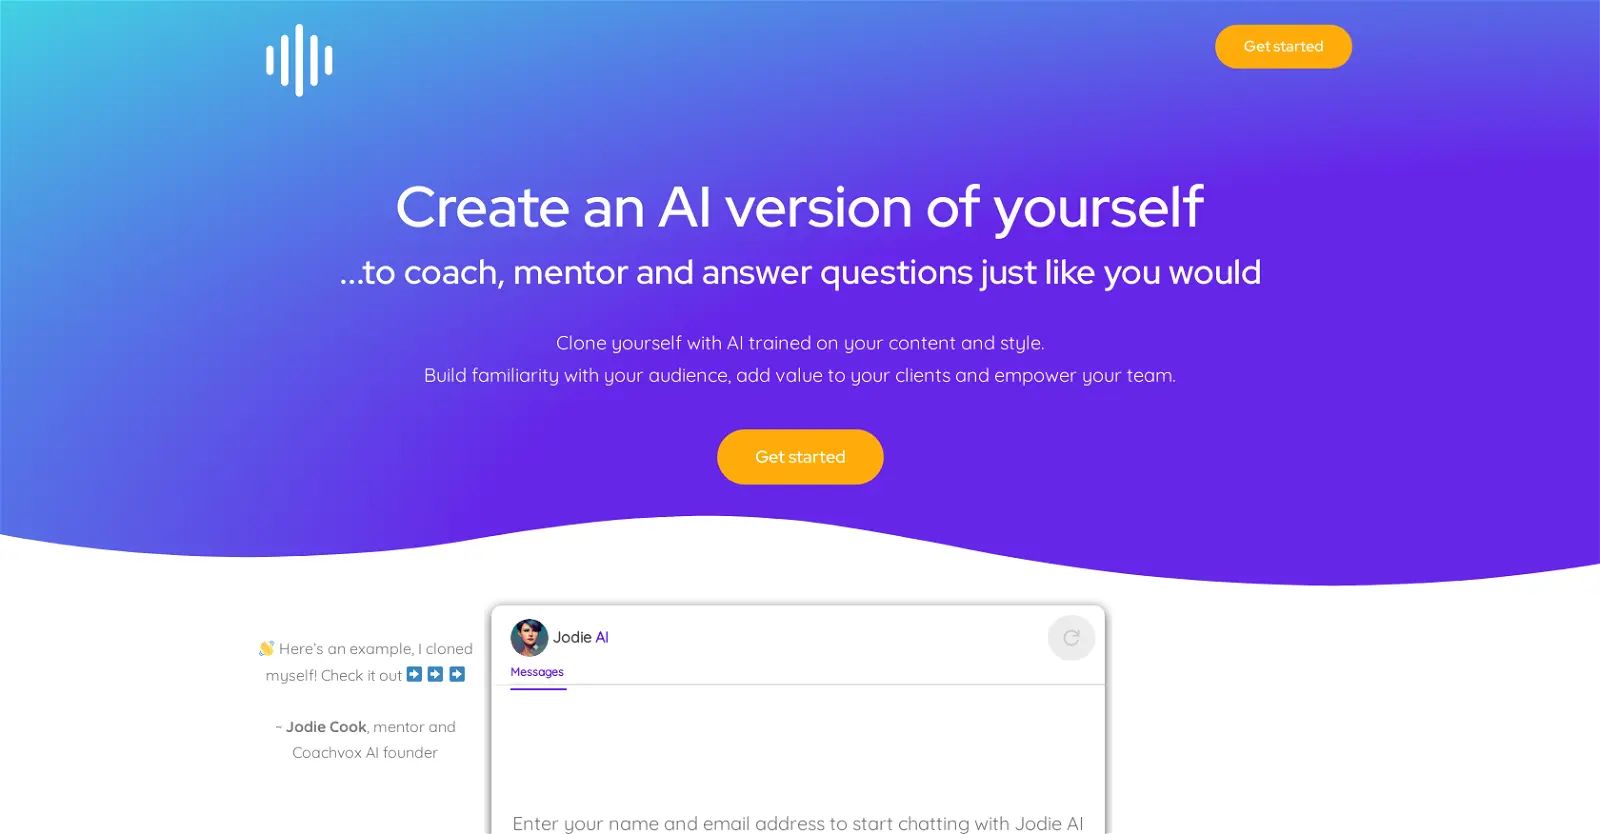 Get started
Create an AI version of yourself
...to coach, mentor and answer questions just like you would
Clone yourself with AI trained on your content and style.
Build familiarity with your audience, add value to your clients and empower your team.
Get started
👋 Here's an example, I cloned
myself! Check it out ➡️ ➡️ ➡️
~ Jodie Cook, mentor and
Coachvox AI founder
Jodie AI
Messages
Enter your name and email address to start chatting with Jodie AI